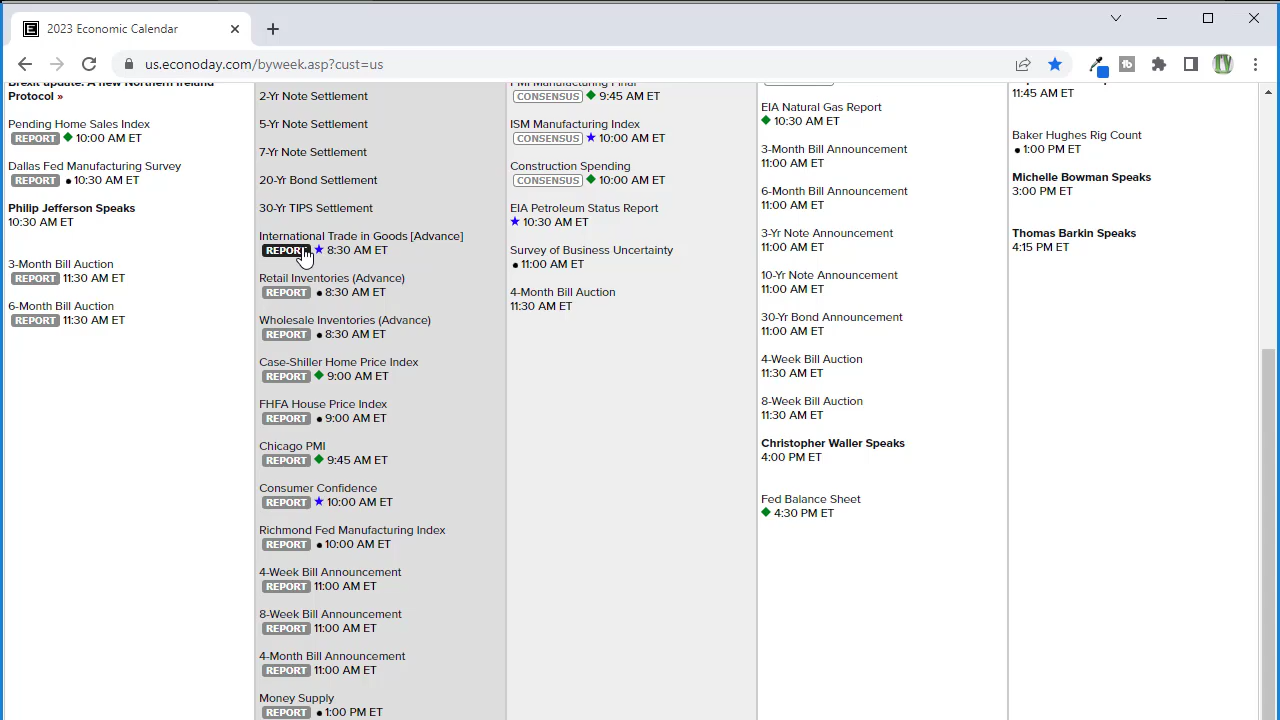 2023 Economic Calendar
us.econoday.com/byweek.asp?cust=us
Brexit update: A new Northern Ireland
Protocol »
Pending Home Sales Index
REPORT 10:00 AM ET
Dallas Fed Manufacturing Survey
REPORT 10:30 AM ET
Philip Jefferson Speaks
10:30 AM ET
3-Month Bill Auction
REPORT 11:30 AM ET
6-Month Bill Auction
REPORT 11:30 AM ET
2-Yr Note Settlement
5-Yr Note Settlement
7-Yr Note Settlement
20-Yr Bond Settlement
30-Yr TIPS Settlement
International Trade in Goods [Advance]
REPORT ★ 8:30 AM ET
Retail Inventories (Advance)
REPORT 8:30 AM ET
Wholesale Inventories (Advance)
REPORT 8:30 AM ET
Case-Shiller Home Price Index
REPORT 9:00 AM ET
FHFA House Price Index
REPORT 9:00 AM ET
Chicago PMI
REPORT 9:45 AM ET
Consumer Confidence
REPORT ★ 10:00 AM ET
Richmond Fed Manufacturing Index
REPORT 10:00 AM ET
4-Week Bill Announcement
REPORT 11:00 AM ET
8-Week Bill Announcement
REPORT 11:00 AM ET
4-Month Bill Announcement
REPORT 11:00 AM ET
Money Supply
REPORT 1:00 PM ET
PMI Manufacturing Final
CONSENSUS 9:45 AM ET
ISM Manufacturing Index
CONSENSUS ★ 10:00 AM ET
Construction Spending
CONSENSUS 10:00 AM ET
EIA Petroleum Status Report
★ 10:30 AM ET
Survey of Business Uncertainty
11:00 AM ET
4-Month Bill Auction
11:30 AM ET
EIA Natural Gas Report
10:30 AM ET
3-Month Bill Announcement
11:00 AM ET
6-Month Bill Announcement
11:00 AM ET
3-Yr Note Announcement
11:00 AM ET
10-Yr Note Announcement
11:00 AM ET
30-Yr Bond Announcement
11:00 AM ET
4-Week Bill Auction
11:30 AM ET
8-Week Bill Auction
11:30 AM ET
Christopher Waller Speaks
4:00 PM ET
Fed Balance Sheet
4:30 PM ET
11:45 AM ET
Baker Hughes Rig Count
1:00 PM ET
Michelle Bowman Speaks
3:00 PM ET
Thomas Barkin Speaks
4:15 PM ET